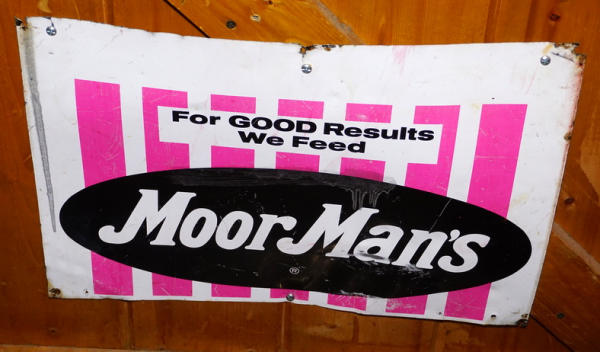 For GOOD Results
We Feed
MoorMan's
®